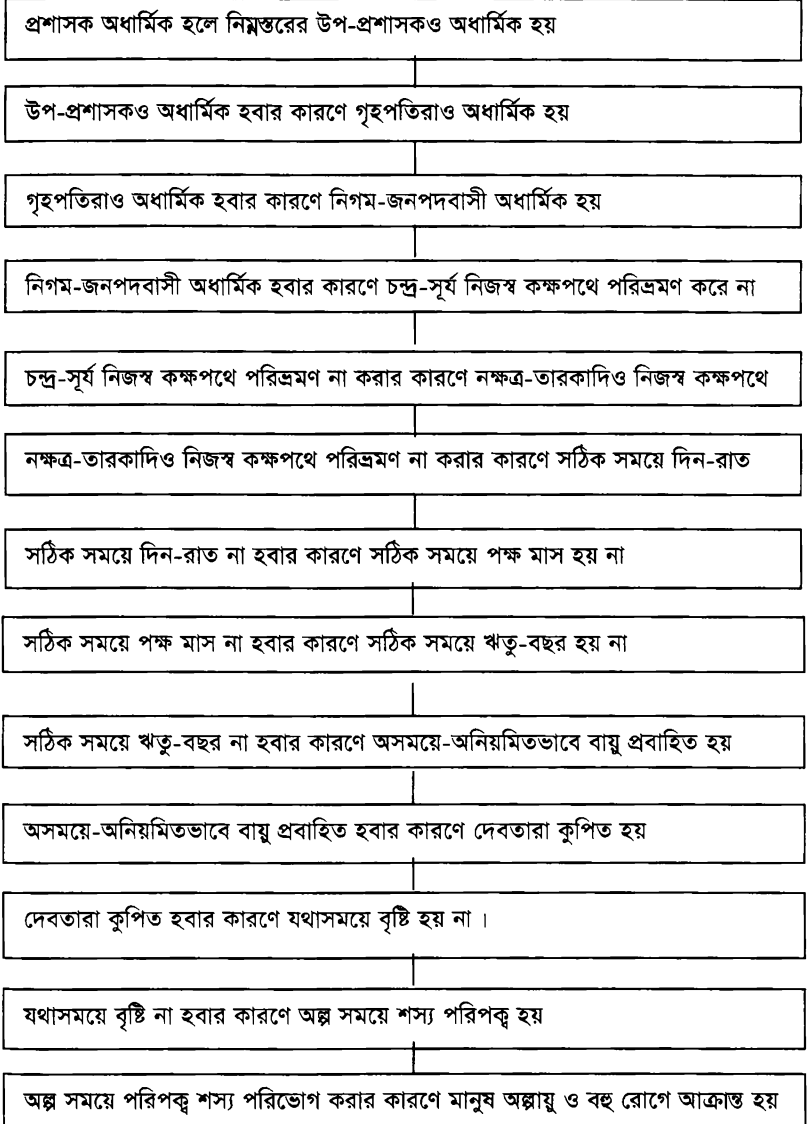 প্রশাসক অধার্মিক হলে নিম্নস্তরের উপ-প্রশাসকও অধার্মিক হয়
উপ-প্রশাসকও অধার্মিক হবার কারণে গৃহপতিরাও অধার্মিক হয়
গৃহপতিরাও অধার্মিক হবার কারণে নিগম-জনপদবাসী অধার্মিক হয়
নিগম-জনপদবাসী অধার্মিক হবার কারণে চন্দ্র-সূর্য নিজস্ব কক্ষপথে পরিভ্রমণ করে না
চন্দ্র-সূর্য নিজস্ব কক্ষপথে পরিভ্রমণ না করার কারণে নক্ষত্র-তারকাদিও নিজস্ব কক্ষপথে
নক্ষত্র-তারকাদিও নিজস্ব কক্ষপথে পরিভ্রমণ না করার কারণে সঠিক সময়ে দিন-রাত
সঠিক সময়ে দিন-রাত না হবার কারণে সঠিক সময়ে পক্ষ মাস হয় না
সঠিক সময়ে পক্ষ মাস না হবার কারণে সঠিক সময়ে ঋতু-বছর হয় না
সঠিক সময়ে ঋতু-বছর না হবার কারণে অসময়ে-অনিয়মিতভাবে বায়ু প্রবাহিত হয়
অসময়ে-অনিয়মিতভাবে বায়ু প্রবাহিত হবার কারণে দেবতারা কুপিত হয়
দেবতারা কুপিত হবার কারণে যথাসময়ে বৃষ্টি হয় না ।
যথাসময়ে বৃষ্টি না হবার কারণে অল্প সময়ে শস্য পরিপক্ব হয়
অল্প সময়ে পরিপক্ব শস্য পরিভোগ করার কারণে মানুষ অল্পায়ু ও বহু রোগে আক্রান্ত হয়